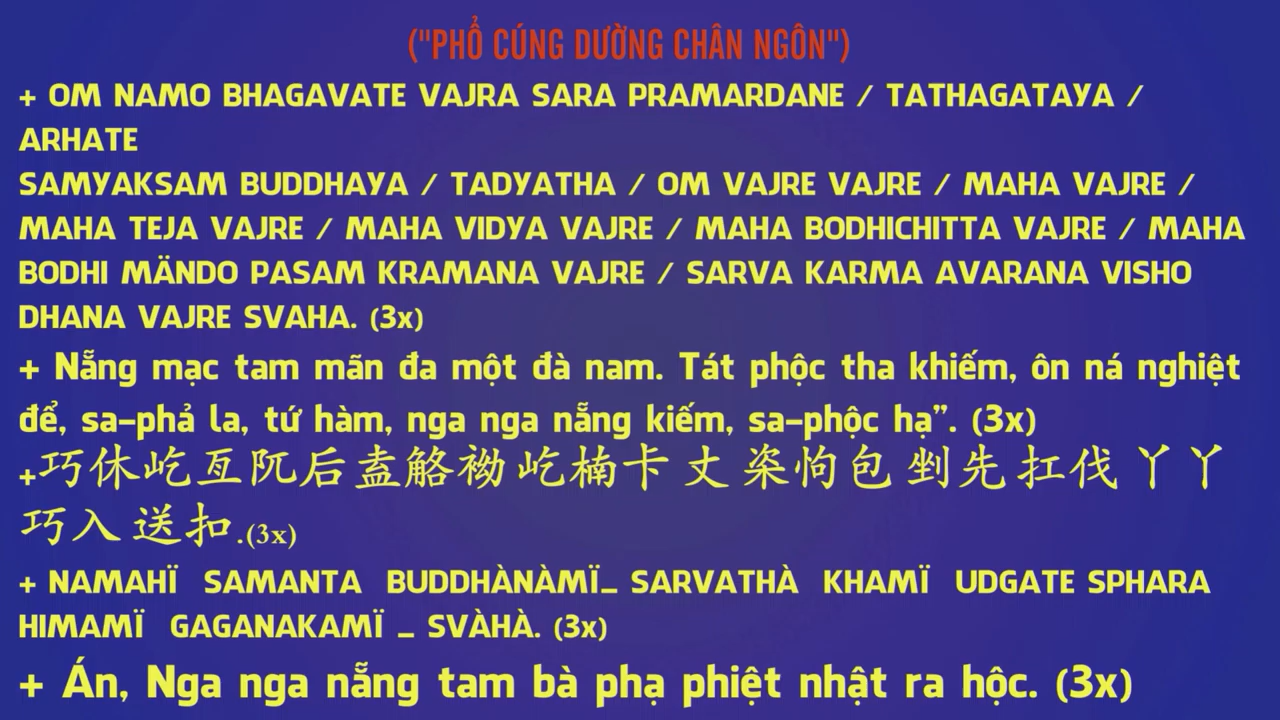 ("PHỔ CÚNG DƯỜNG CHÂN NGÔN")
+ OM NAMO BHAGAVATE VAJRA SARA PRAMARDANE / TATHAGATAYA /
ARHATE
SAMYAKSAM BUDDHAYA / TADYATHA / OM VAJRE VAJRE / MAHA VAJRE /
MAHA TEJA VAJRE / MAHA VIDYA VAJRE / MAHA BODHICHITTA VAJRE / MAHA
BODHI MÄNDO PASAM KRAMANA VAJRE / SARVA KARMA AVARANA VISHO
DHANA VAJRE SVAHA. (3x)
+ Nẵng mạc tam mãn đa một đà nam. Tát phộc tha khiếm, ôn ná nghiệt
để, sa-phả la, tứ hàm, nga nga nẵng kiếm, sa-phộc hạ”. (3x)
+巧休屹亙阢后盍觡袎屹楠卡丈栥怐包剉先扛伐丫丫
巧入送扣.(3x)
+ NAMAHÏ SAMANTA BUDDHÀNÀMÏ_ SARVATHÀ KHAMÏ UDGATE SPHARA
HIMAMÏ GAGANAKAMÏ _ SVÀHÀ. (3x)
+ Án, Nga nga nẵng tam bà phạ phiệt nhật ra hộc. (3x)